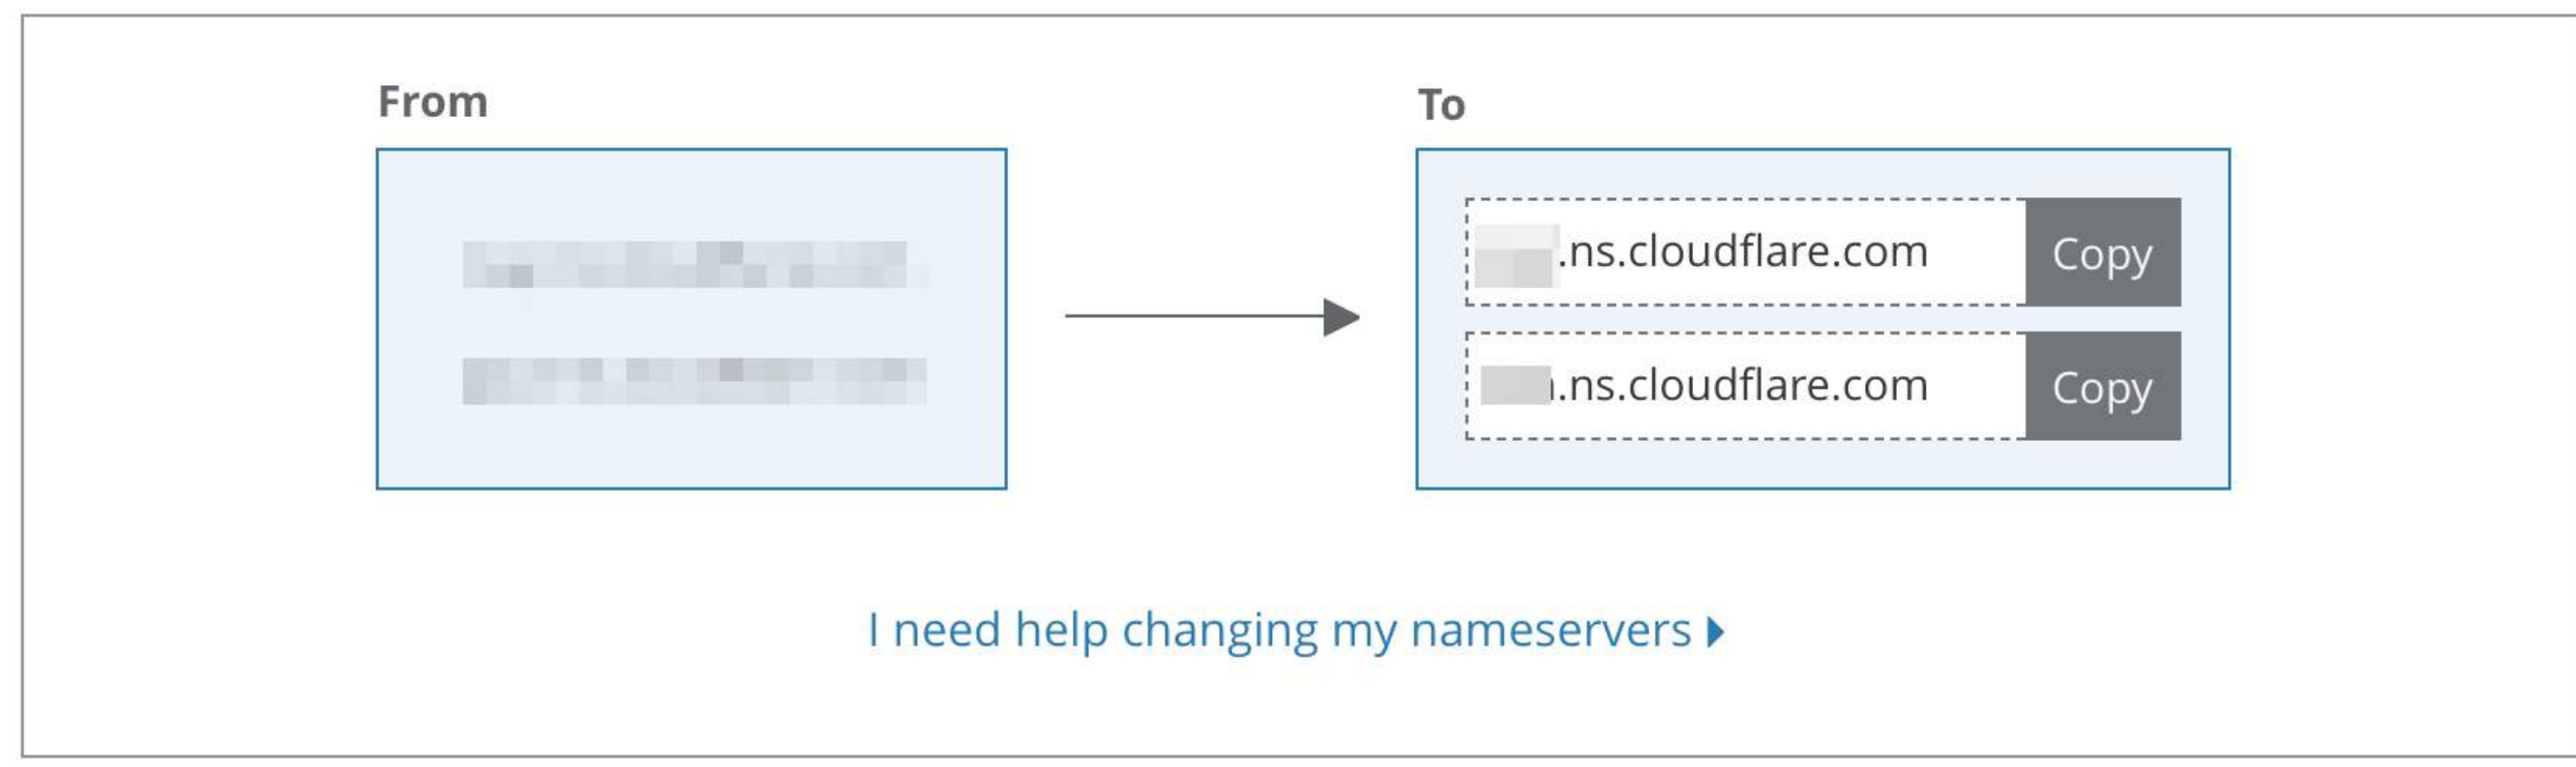 From
To
.ns.cloudflare.com
Copy
.ns.cloudflare.com
Copy
I need help changing my nameservers